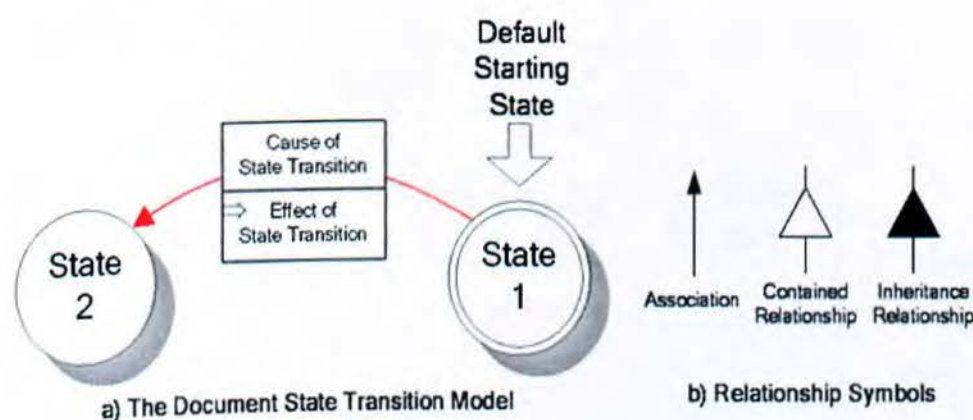 Default
Starting
State
Cause of
State Transition
⇒ Effect of
State Transition
State
2
State
1
Association
Contained
Relationship
Inheritance
Relationship
a) The Document State Transition Model
b) Relationship Symbols